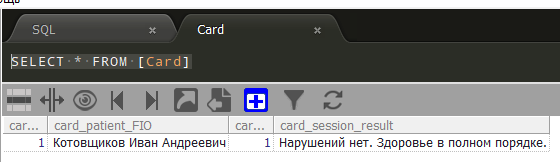 SQL × Card ×
SELECT * FROM [Card]
car... card_patient_FIO car... card_session_result
1 Котовщиков Иван Андреевич 1 Нарушений нет. Здоровье в полном порядке.